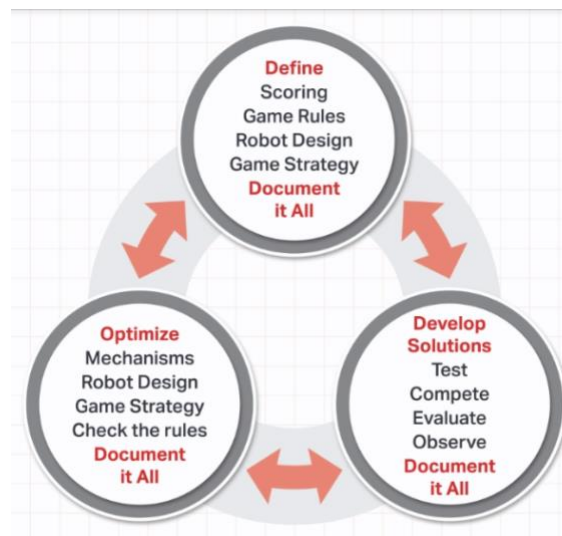 Define
Scoring
Game Rules
Robot Design
Game Strategy
Document
it All
Optimize
Mechanisms
Robot Design
Game Strategy
Check the rules
Document
it All
Develop
Solutions
Test
Compete
Evaluate
Observe
Document
it All